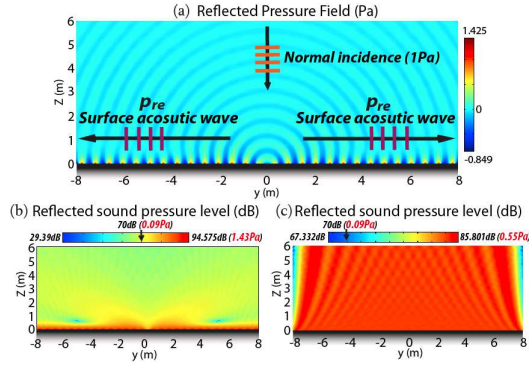 (a) Reflected Pressure Field (Pa)
6
5
4
3
2
1
0
Z (m)
Normal incidence (1Pa)
pre
Surface acosutic wave
pre
Surface acosutic wave
-8 -6 -4 -2 0 2 4 6 8
y (m)
1.425
0
-0.849
(b) Reflected sound pressure level (dB)
70dB (0.09Pa)
29.39dB 94.575dB (1.43Pa)
6
5
4
3
2
1
0
Z (m)
-8 -6 -4 -2 0 2 4 6 8
y (m)
(c) Reflected sound pressure level (dB)
70dB (0.09Pa)
67.332dB 85.801dB (0.55Pa)
6
5
4
3
2
1
0
Z (m)
-8 -6 -4 -2 0 2 4 6 8
y (m)